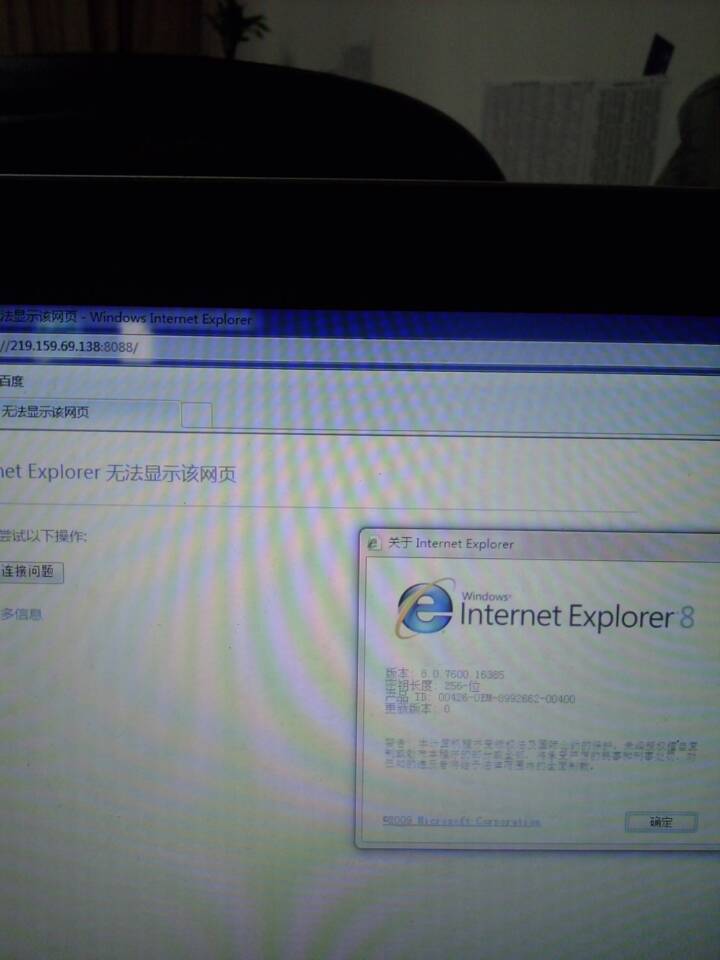 法显示该网页 - Windows Internet Explorer
//219.159.69.138:8088/
百度
无法显示该网页
net Explorer 无法显示该网页
尝试以下操作:
连接问题
多信息
关于 Internet Explorer
Windows®
Internet Explorer 8
版本: 8.0.7600.16385
密钥长度: 256-位
产品 ID: 00426-OEM-8992662-00400
更新版本: 0
©2009 Microsoft Corporation
确定